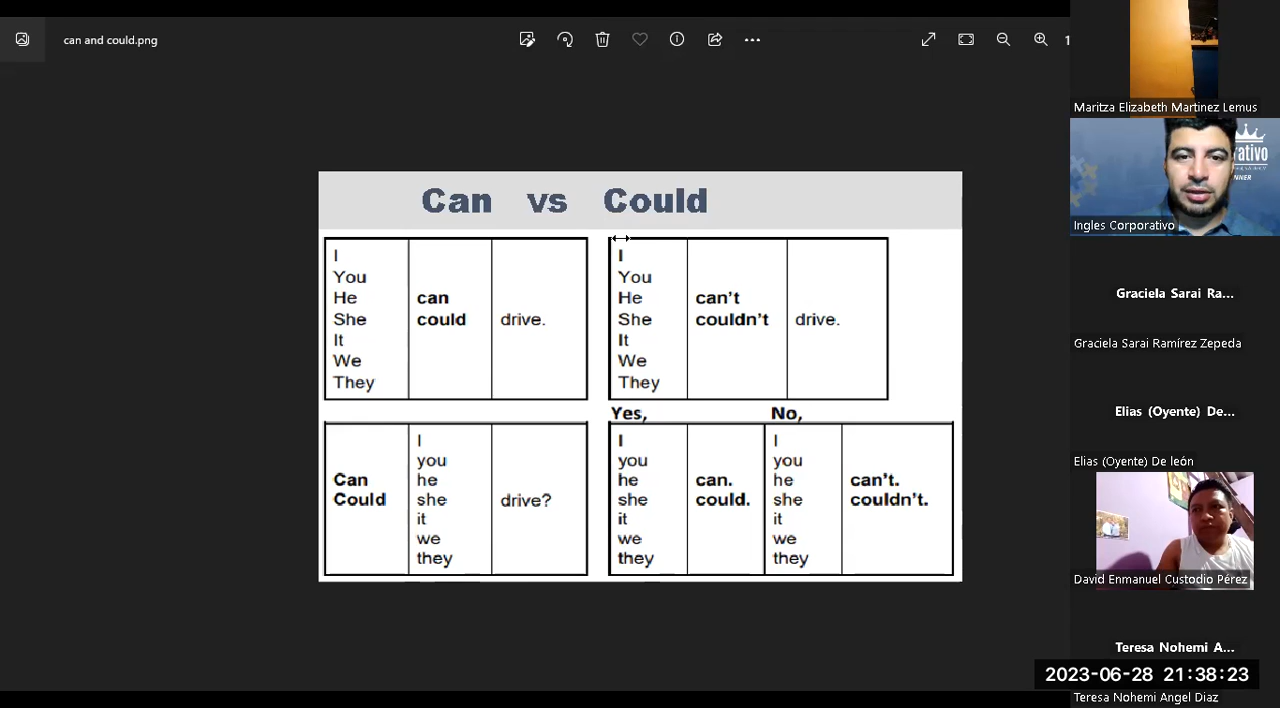 can and could.png
1
Can vs Could
I
You
He
She
It
We
They
can
could
drive.
I
You
He
She
It
We
They
can't
couldn't
drive.
Can
Could
I
you
he
she
it
we
they
drive?
Yes,
No,
I
you
he
she
it
we
they
can.
could.
I
you
he
she
it
we
they
can't.
couldn't.
Maritza Elizabeth Martinez Lemus
rativo
NNER
Ingles Corporativo
Graciela Sarai Ra...
Graciela Sarai Ramírez Zepeda
Elias (Oyente) De...
Elias (Oyente) De león
David Enmanuel Custodio Pérez
Teresa Nohemi A...
2023-06-28 21:38:23
Teresa Nohemi Angel Diaz